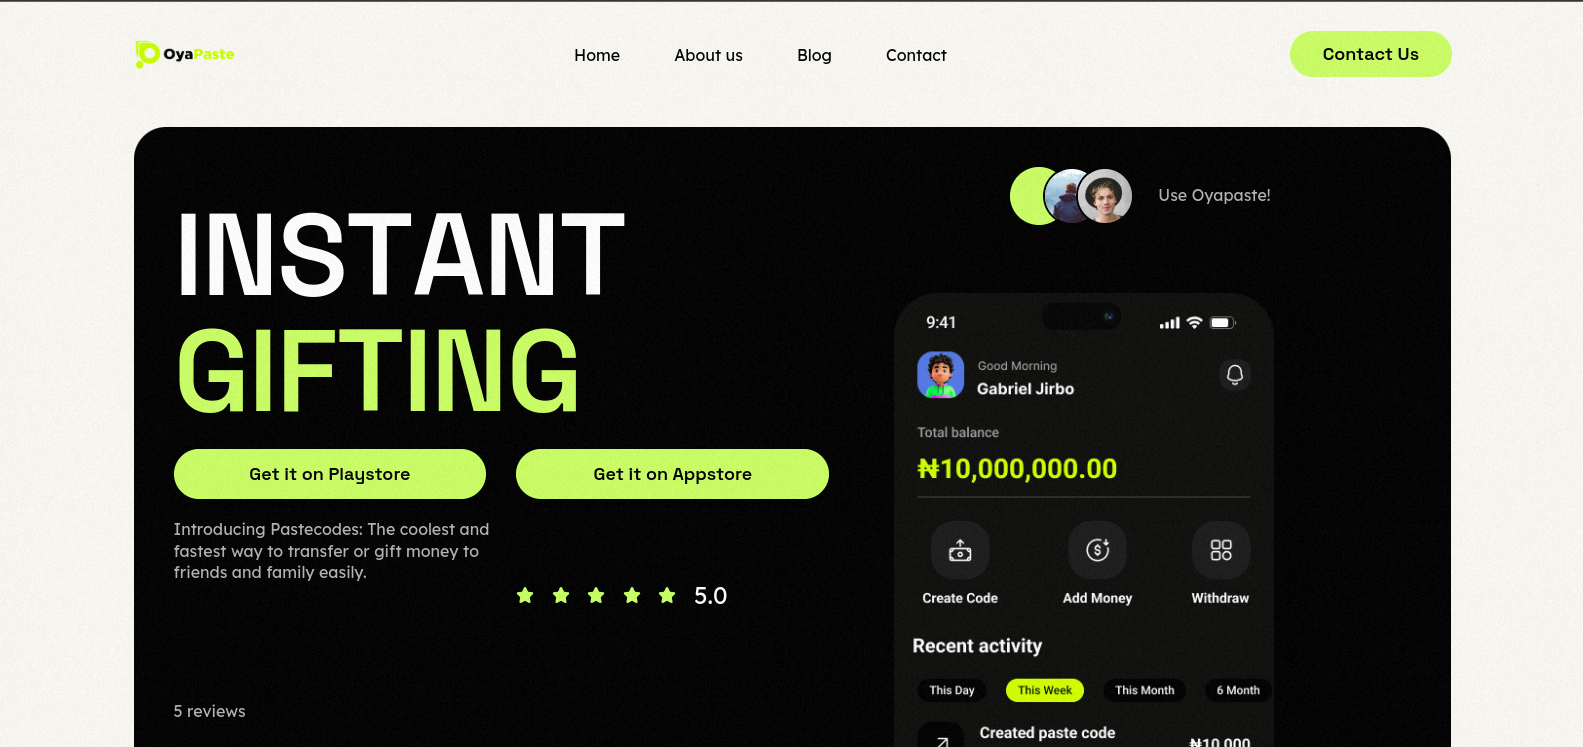 OyaPaste
Home
About us
Blog
Contact
Contact Us
Use Oyapaste!
INSTANT
GIFTING
Get it on Playstore
Get it on Appstore
Introducing Pastecodes: The coolest and
fastest way to transfer or gift money to
friends and family easily.
5.0
5 reviews
9:41
Good Morning
Gabriel Jirbo
Total balance
₦10,000,000.00
Create Code
Add Money
Withdraw
Recent activity
This Day
This Week
This Month
6 Month
Created paste code
₦10,000